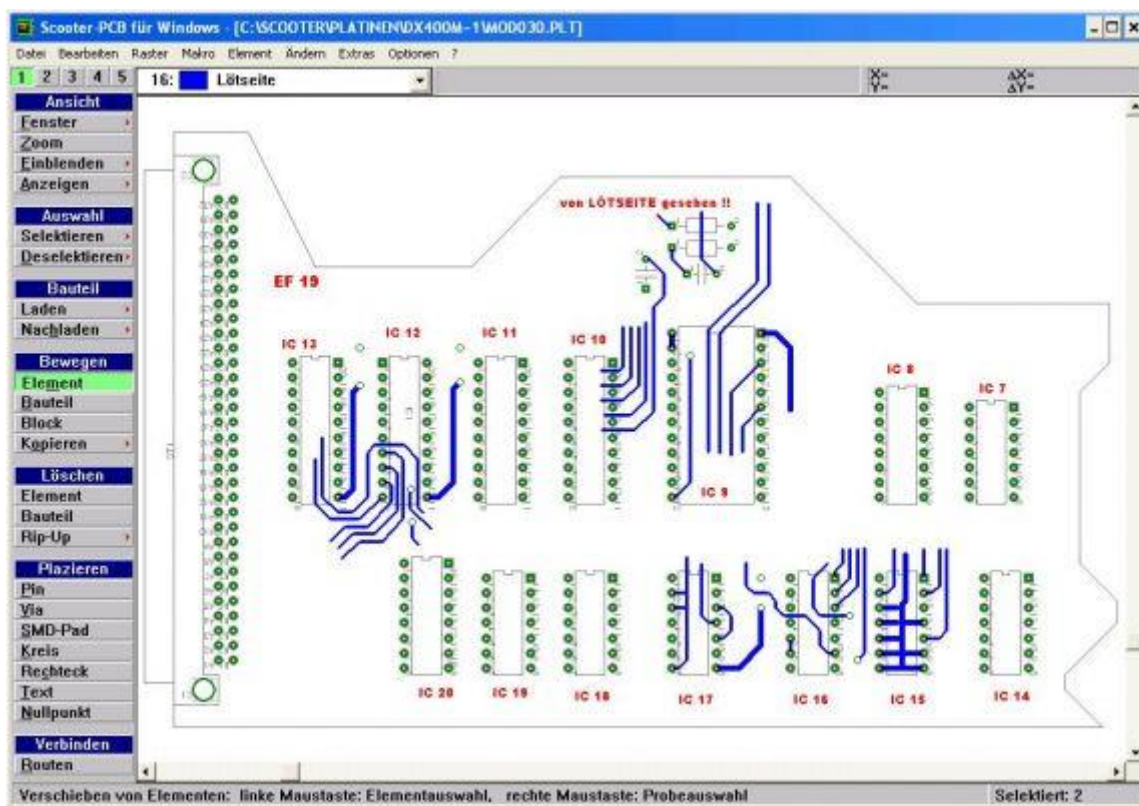 Scooter-PCB für Windows - [C:\SCOOTER\PLATINEN\DX400M~1\MOD030.PLT]
Datei Bearbeiten Raster Makro Element Ändern Extras Optionen ?
1 2 3 4 5 16: Lötseite X= Y= ΔX= ΔY=
Ansicht
Fenster
Zoom
Einblenden
Anzeigen
Auswahl
Selektieren
Deselektieren
Bauteil
Laden
Nachladen
Bewegen
Element
Bauteil
Block
Kopieren
Löschen
Element
Bauteil
Rip-Up
Plazieren
Pin
Via
SMD-Pad
Kreis
Rechteck
Text
Nullpunkt
Verbinden
Routen
von LÖTSEITE gesehen !!
EF 19
IC 13 IC 12 IC 11 IC 10
IC 8 IC 7
IC 9
IC 20 IC 19 IC 18 IC 17 IC 16 IC 15 IC 14
Verschieben von Elementen: linke Maustaste: Elementauswahl, rechte Maustaste: Probeauswahl Selektiert: 2